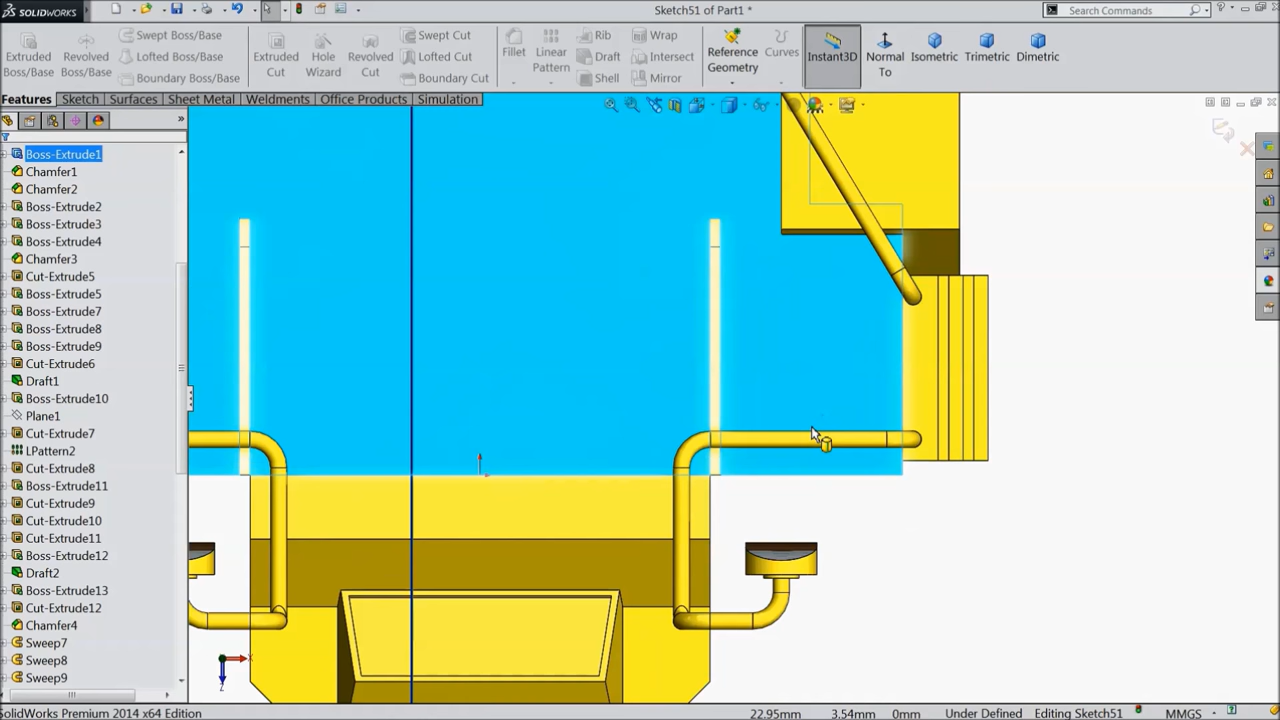 SOLIDWORKS
Sketch51 of Part1 *
Search Commands
Extruded Boss/Base
Revolved Boss/Base
Swept Boss/Base
Lofted Boss/Base
Boundary Boss/Base
Extruded Cut
Hole Wizard
Revolved Cut
Swept Cut
Lofted Cut
Boundary Cut
Fillet
Linear Pattern
Rib
Draft
Shell
Wrap
Intersect
Mirror
Reference Geometry
Curves
Instant3D
Normal To
Isometric
Trimetric
Dimetric
Features
Sketch
Surfaces
Sheet Metal
Weldments
Office Products
Simulation
Boss-Extrude1
Chamfer1
Chamfer2
Boss-Extrude2
Boss-Extrude3
Boss-Extrude4
Chamfer3
Cut-Extrude5
Boss-Extrude5
Boss-Extrude7
Boss-Extrude8
Boss-Extrude9
Cut-Extrude6
Draft1
Boss-Extrude10
Plane1
Cut-Extrude7
LPattern2
Cut-Extrude8
Boss-Extrude11
Cut-Extrude9
Cut-Extrude10
Cut-Extrude11
Boss-Extrude12
Draft2
Boss-Extrude13
Cut-Extrude12
Chamfer4
Sweep7
Sweep8
Sweep9
X
Z
SolidWorks Premium 2014 x64 Edition
22.95mm
3.54mm
0mm
Under Defined
Editing Sketch51
MMGS